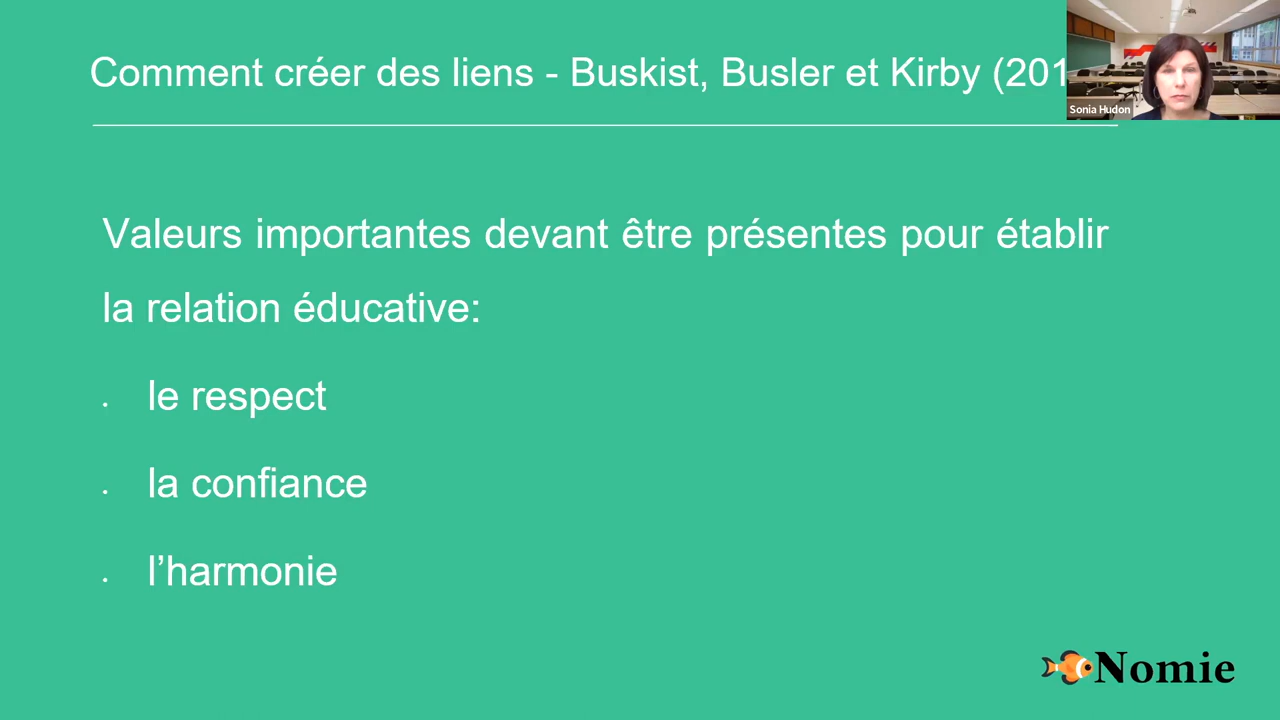 Comment créer des liens - Buskist, Busler et Kirby (201
Sonia Hudon
Valeurs importantes devant être présentes pour établir
la relation éducative:
• le respect
• la confiance
• l’harmonie
Nomie